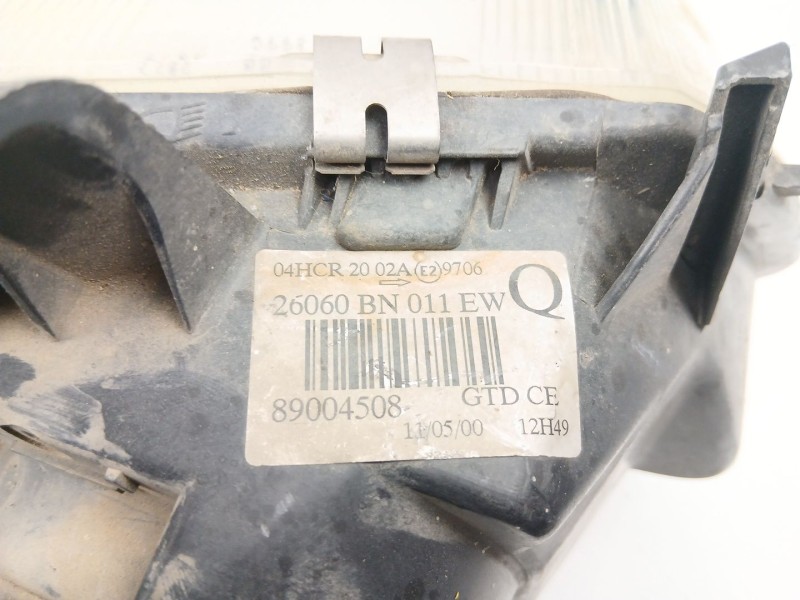 04HCR 20 02A E2 9706
→
26060 BN 011 EW Q
89004508 GTD CE
11/05/00 12H49